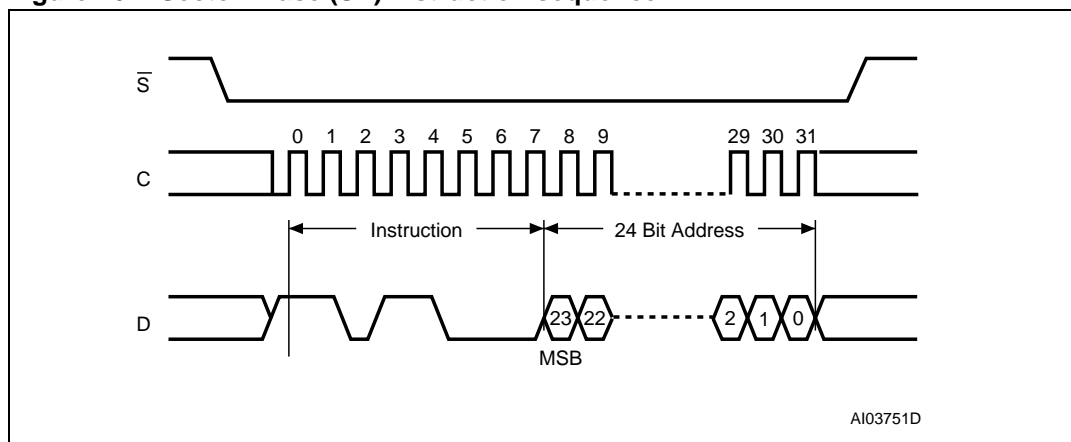 S
C
0 1 2 3 4 5 6 7 8 9 29 30 31
Instruction 24 Bit Address
D
23 22 2 1 0
MSB
AI03751D